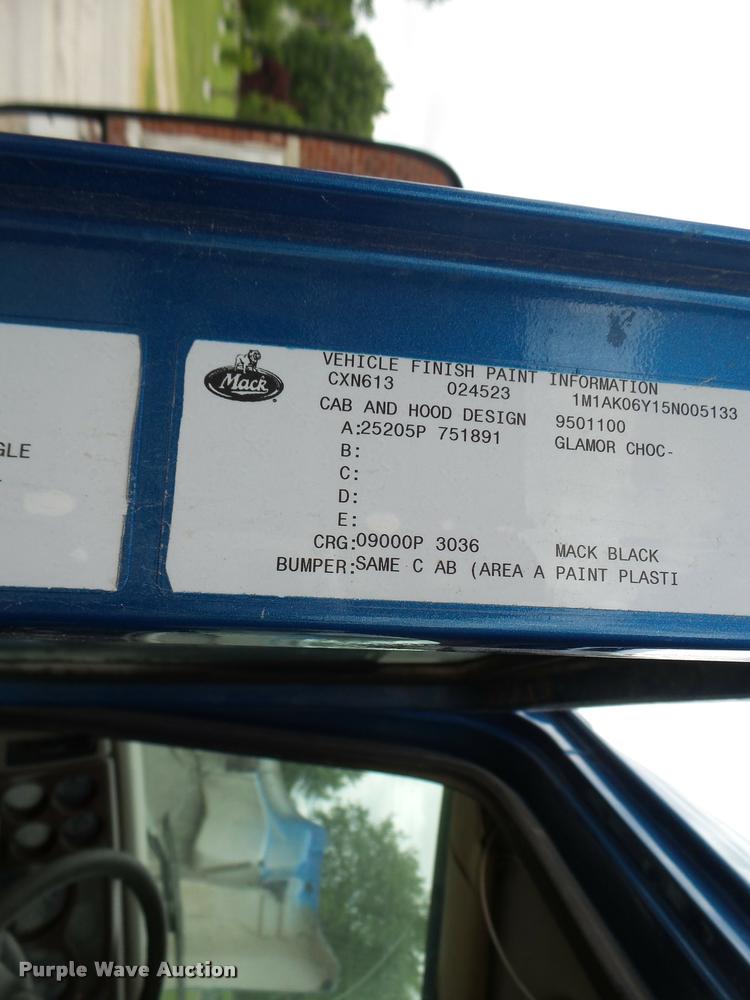 GLE
Mack
VEHICLE FINISH PAINT INFORMATION
CXN613 024523 1M1AK06Y15N005133
CAB AND HOOD DESIGN 9501100
A:25205P 751891 GLAMOR CHOC-
B:
C:
D:
E:
CRG:09000P 3036 MACK BLACK
BUMPER:SAME C AB (AREA A PAINT PLASTI
Purple Wave Auction